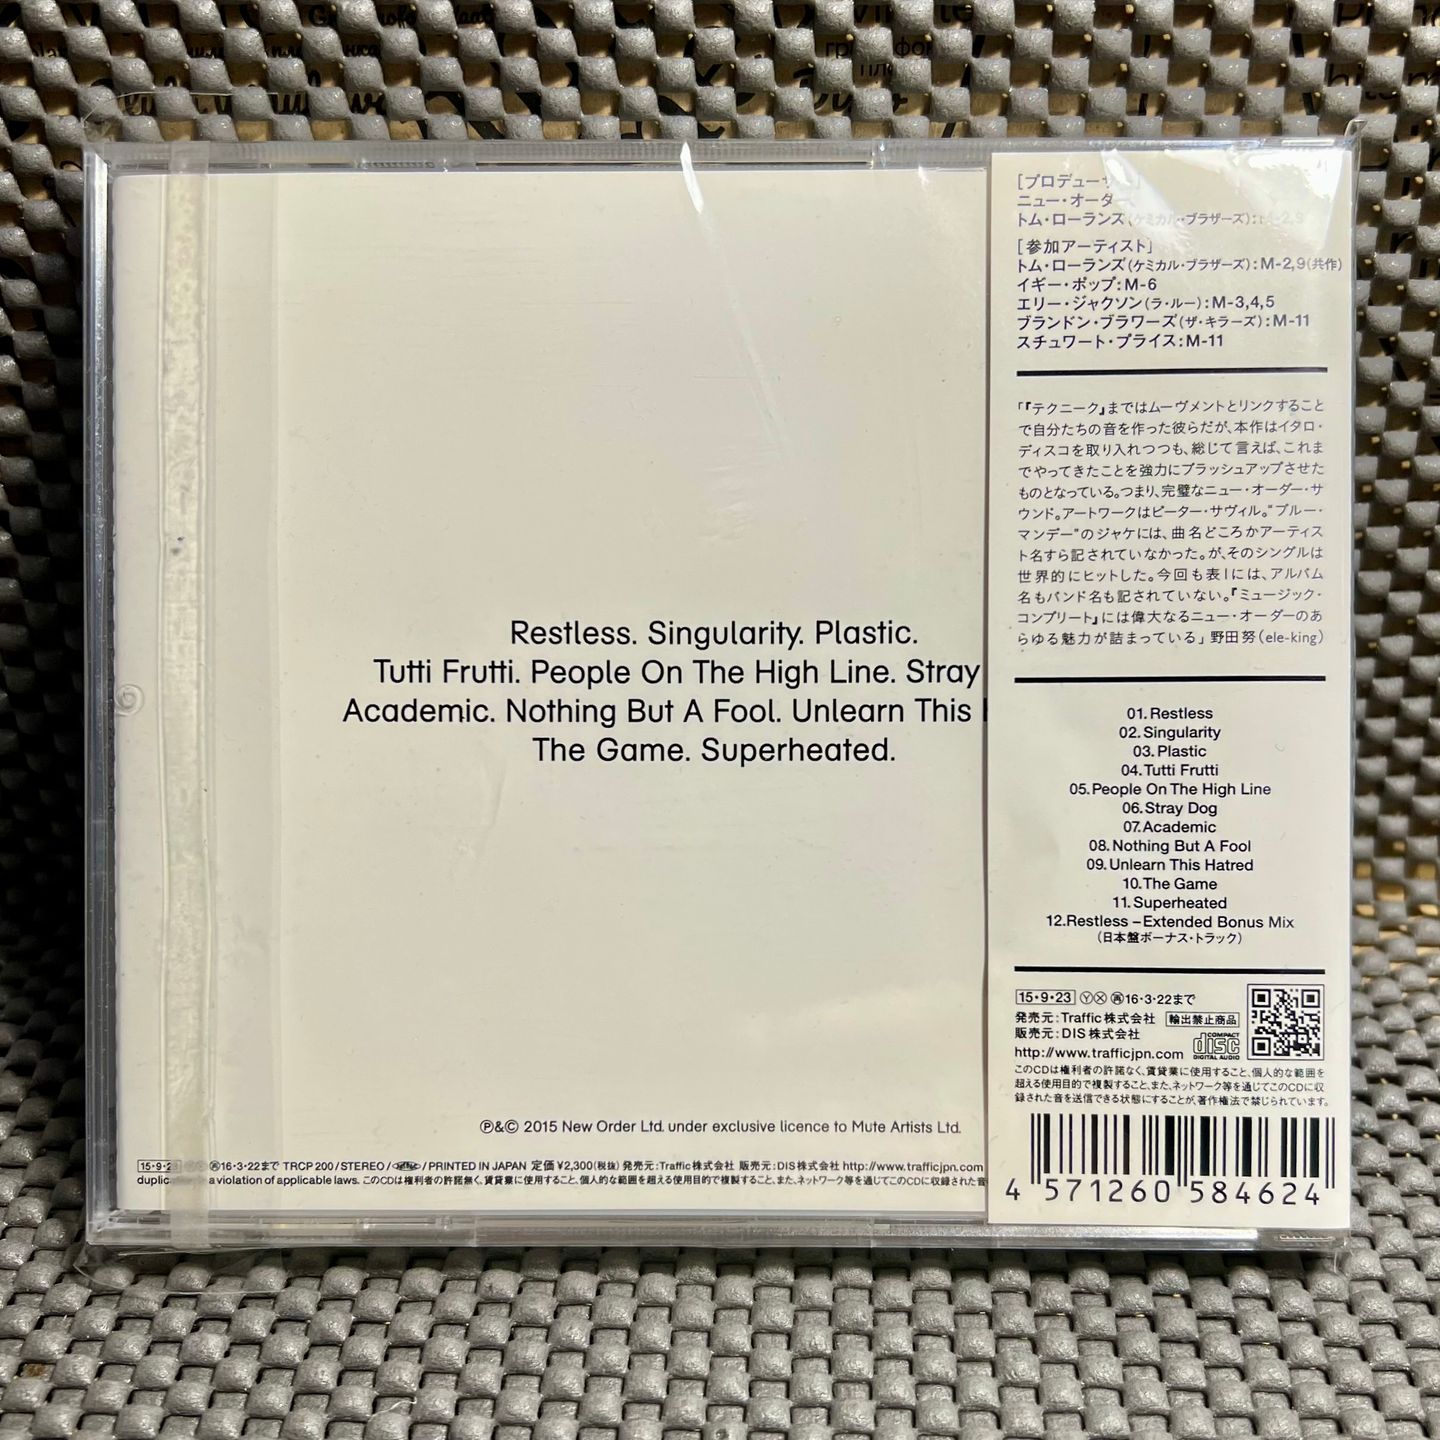 Restless. Singularity. Plastic.
Tutti Frutti. People On The High Line. Stray
Academic. Nothing But A Fool. Unlearn This
The Game. Superheated.
Ⓟ&© 2015 New Order Ltd. under exclusive licence to Mute Artists Ltd.
15・9・2 16・3・22まで TRCP 200/STEREO/ /PRINTED IN JAPAN 定価 ¥2,300(税抜) 発売元:Traffic株式会社 販売元:DIS株式会社 http://www.trafficjpn.com
a violation of applicable laws. このCDは権利者の許諾無く、賃貸業に使用すること、個人的な範囲を超える使用目的で複製すること、また、ネットワーク等を通じてこのCDに収録された音
[プロデュー
ニュー・オーダ
トム・ローランズ(ケミカル・ブラザーズ):M-2,9
[参加アーティスト]
トム・ローランズ(ケミカル・ブラザーズ):M-2,9(共作)
イギー・ポップ:M-6
エリー・ジャクソン(ラ・ルー):M-3,4,5
ブランドン・ブラワーズ(ザ・キラーズ):M-11
スチュワート・プライス:M-11
「『テクニーク』まではムーヴメントとリンクすること
で自分たちの音を作った彼らだが、本作はイタロ・
ディスコを取り入れつつも、総じて言えば、これま
でやってきたことを強力にブラッシュアップさせた
ものとなっている。つまり、完璧なニュー・オーダー・サ
ウンド。アートワークはピーター・サヴィル。"ブルー・
マンデー"のジャケには、曲名どころかアーティス
ト名すら記されていなかった。が、そのシングルは
世界的にヒットした。今回も表1には、アルバム
名もバンド名も記されていない。『ミュージック・
コンプリート』には偉大なるニュー・オーダーのあ
らゆる魅力が詰まっている」 野田努(ele-king)
01.Restless
02.Singularity
03.Plastic
04.Tutti Frutti
05.People On The High Line
06.Stray Dog
07.Academic
08.Nothing But A Fool
09.Unlearn This Hatred
10.The Game
11.Superheated
12.Restless –Extended Bonus Mix
(日本盤ボーナス・トラック)
15・9・23 ⓎⓍ㊢16・3・22まで
発売元:Traffic株式会社 輸出禁止商品
販売元:DIS株式会社
COMPACT disc DIGITAL AUDIO
http://www.trafficjpn.com
このCDは権利者の許諾なく、賃貸業に使用すること、個人的な範囲を
超える使用目的で複製すること、また、ネットワーク等を通じてこのCDに収
録された音を送信できる状態にすることが、著作権法で禁じられています。
4 571260 584624